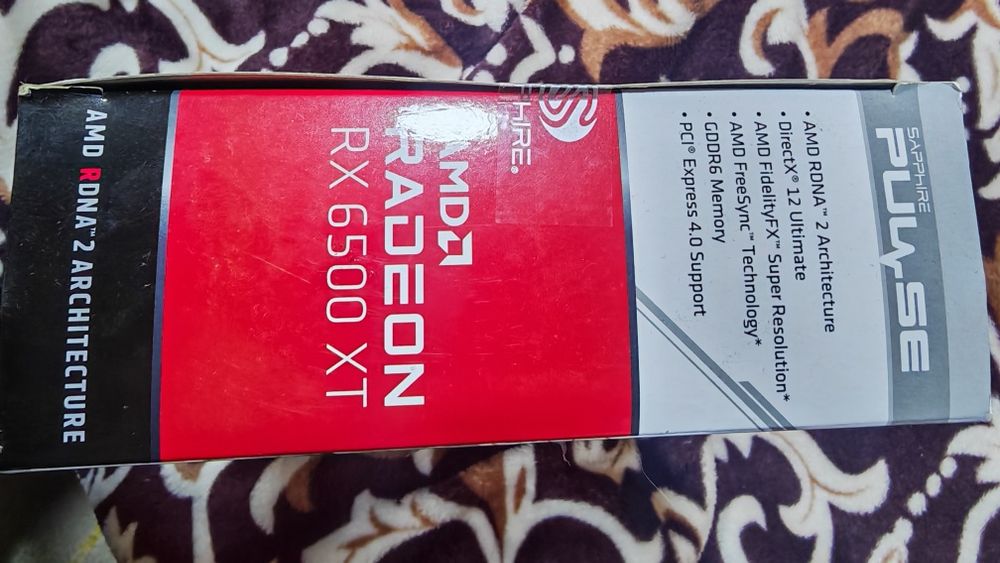 SAPPHIRE
PULSE
• AMD RDNA™ 2 Architecture
• DirectX® 12 Ultimate
• AMD FidelityFX™ Super Resolution*
• AMD FreeSync™ Technology*
• GDDR6 Memory
• PCI® Express 4.0 Support
HIRE.
AMD
RADEON
RX 6500 XT
AMD RDNA™ 2 ARCHITECTURE